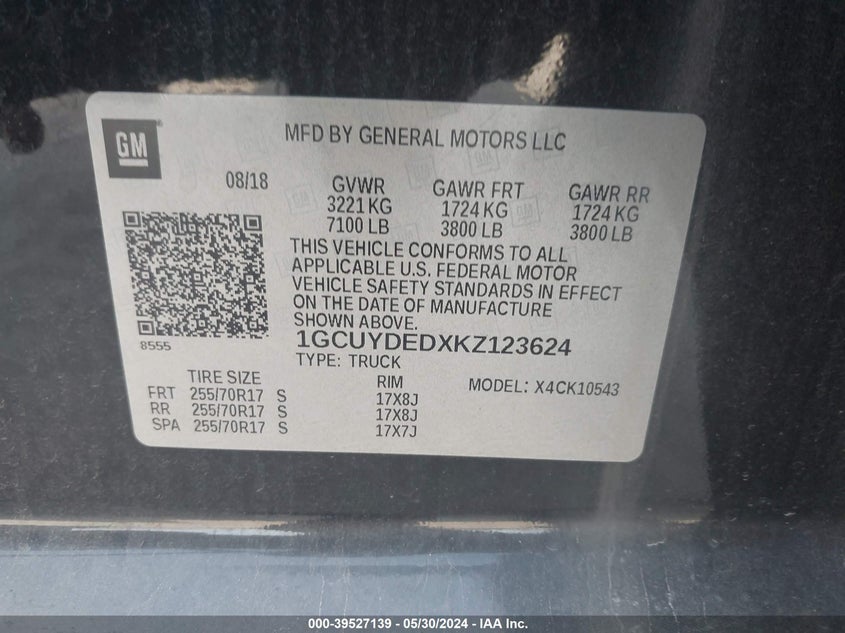 GM
MFD BY GENERAL MOTORS LLC
08/18
GVWR GAWR FRT GAWR RR
3221 KG 1724 KG 1724 KG
7100 LB 3800 LB 3800 LB
THIS VEHICLE CONFORMS TO ALL
APPLICABLE U.S. FEDERAL MOTOR
VEHICLE SAFETY STANDARDS IN EFFECT
ON THE DATE OF MANUFACTURE
SHOWN ABOVE.
8555
1GCUYDEDXKZ123624
TYPE: TRUCK
TIRE SIZE RIM MODEL: X4CK10543
FRT 255/70R17 S 17X8J
RR 255/70R17 S 17X8J
SPA 255/70R17 S 17X7J
000-39527139 - 05/30/2024 - IAA Inc.